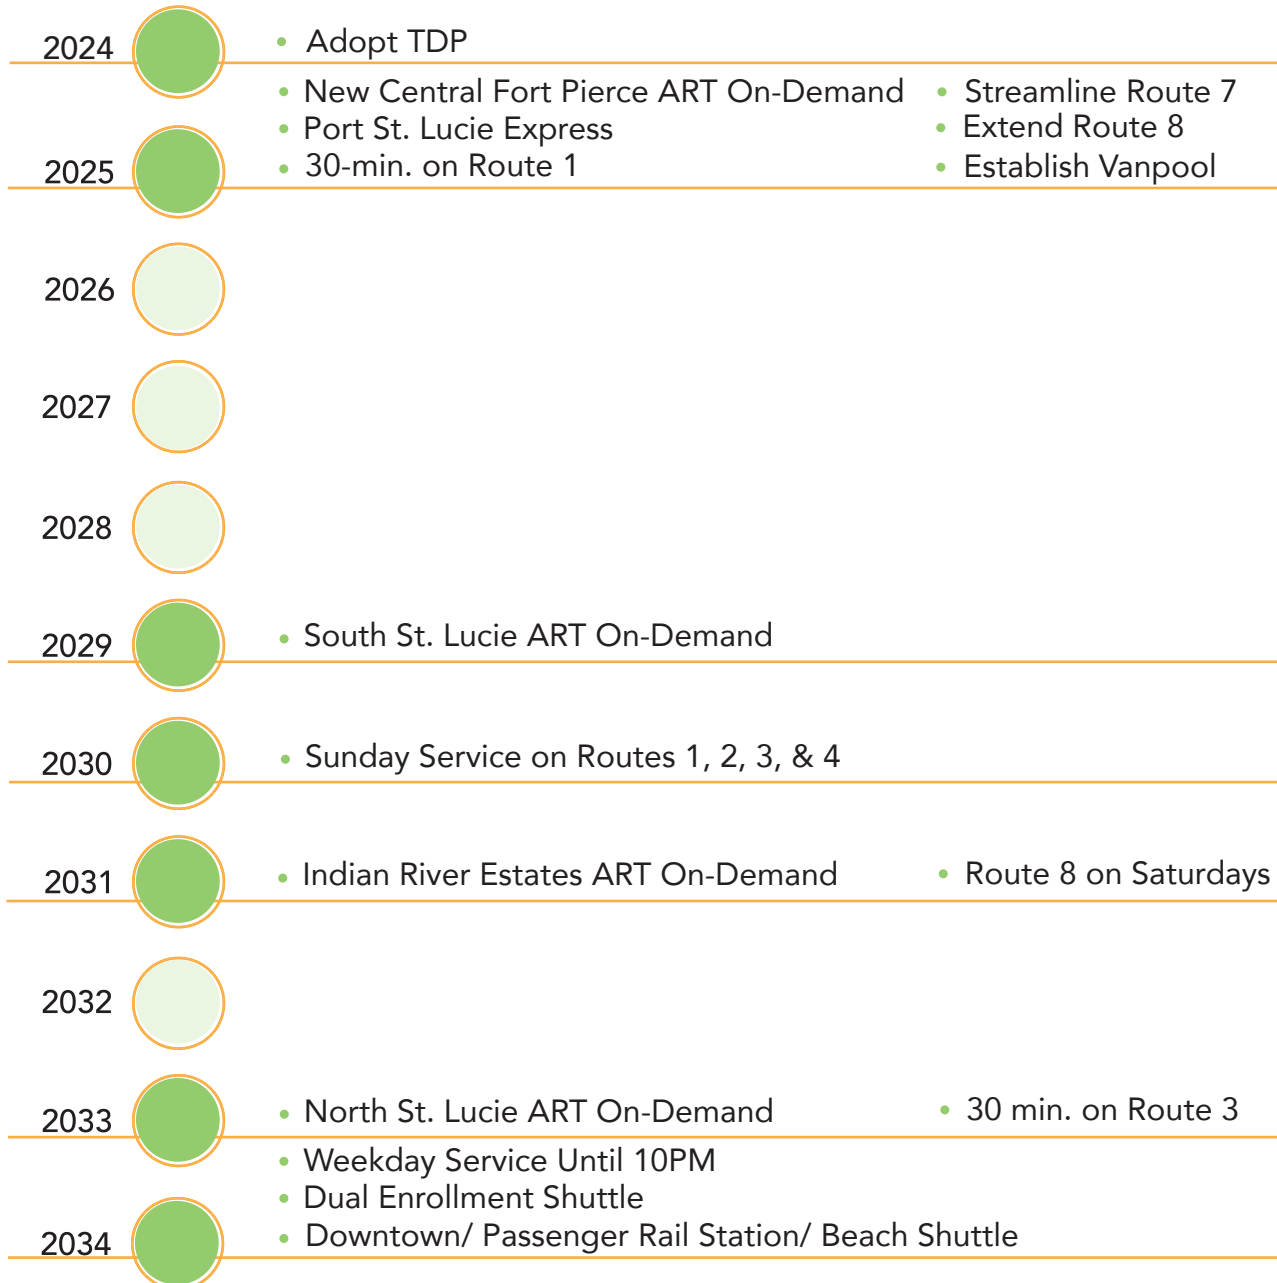 2024
• Adopt TDP
• New Central Fort Pierce ART On-Demand
• Port St. Lucie Express
2025
• 30-min. on Route 1
• Streamline Route 7
• Extend Route 8
• Establish Vanpool
2026
2027
2028
2029
• South St. Lucie ART On-Demand
2030
• Sunday Service on Routes 1, 2, 3, & 4
2031
• Indian River Estates ART On-Demand
• Route 8 on Saturdays
2032
2033
• North St. Lucie ART On-Demand
• 30 min. on Route 3
• Weekday Service Until 10PM
• Dual Enrollment Shuttle
2034
• Downtown/ Passenger Rail Station/ Beach Shuttle